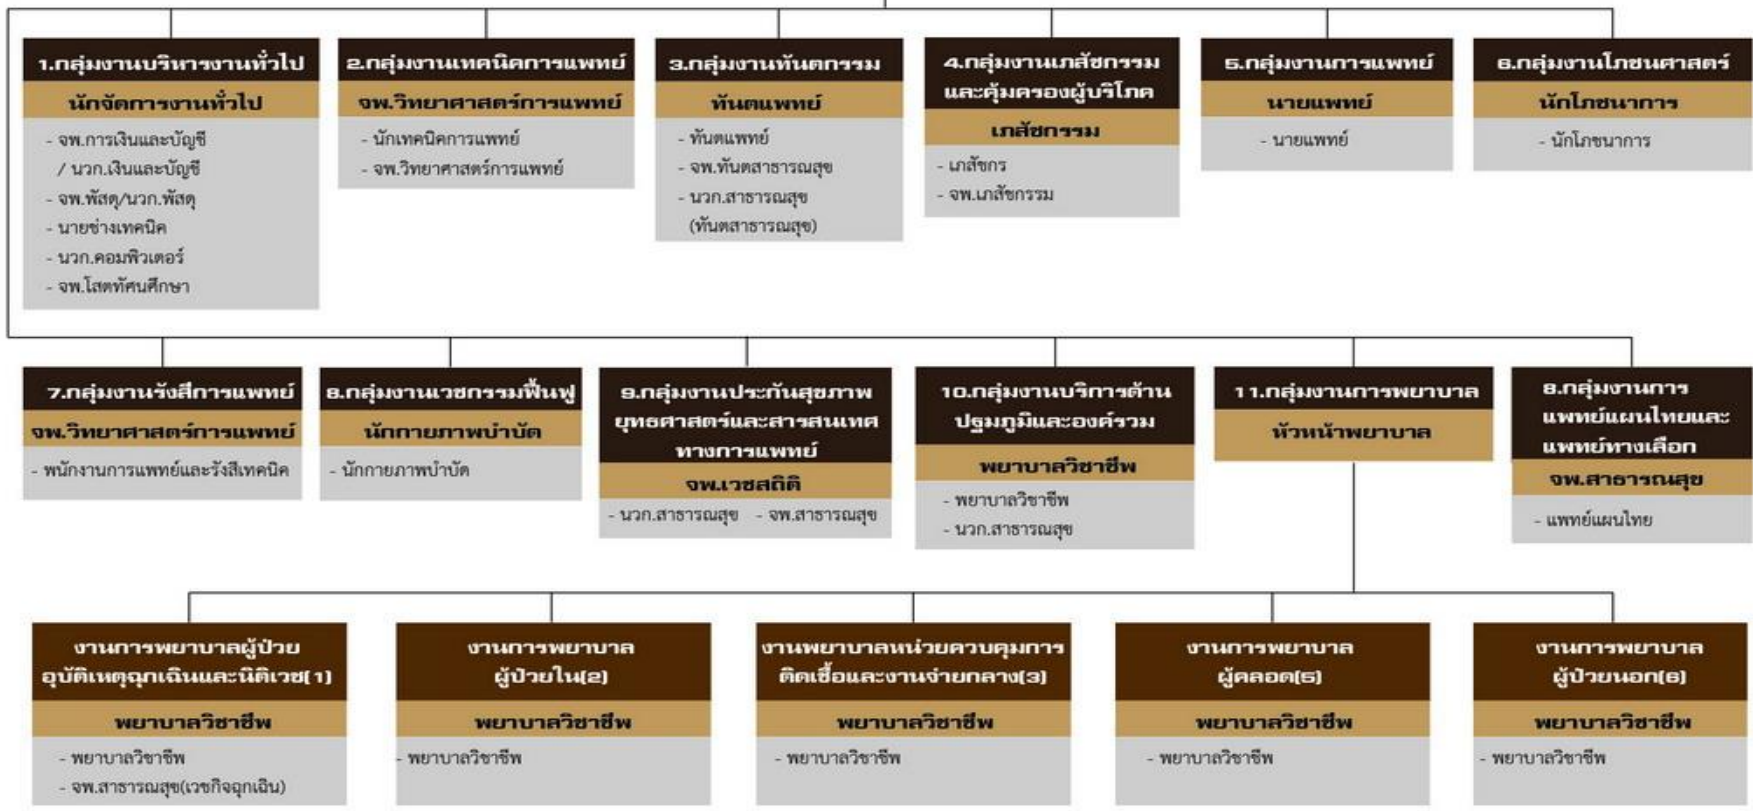 1.กลุ่มงานบริหารงานทั่วไป
นักจัดการงานทั่วไป
- จพ.การเงินและบัญชี
/ นวก.เงินและบัญชี
- จพ.พัสดุ/นวก.พัสดุ
- นายช่างเทคนิค
- นวก.คอมพิวเตอร์
- จพ.โสตทัศนศึกษา
2.กลุ่มงานเทคนิคการแพทย์
จพ.วิทยาศาสตร์การแพทย์
- นักเทคนิคการแพทย์
- จพ.วิทยาศาสตร์การแพทย์
3.กลุ่มงานทันตกรรม
ทันตแพทย์
- ทันตแพทย์
- จพ.ทันตสาธารณสุข
- นวก.สาธารณสุข
(ทันตสาธารณสุข)
4.กลุ่มงานเภสัชกรรม
และคุ้มครองผู้บริโภค
เภสัชกรรม
- เภสัชกร
- จพ.เภสัชกรรม
5.กลุ่มงานการแพทย์
นายแพทย์
- นายแพทย์
6.กลุ่มงานโภชนศาสตร์
นักโภชนาการ
- นักโภชนาการ
7.กลุ่มงานรังสีการแพทย์
จพ.วิทยาศาสตร์การแพทย์
- พนักงานการแพทย์และรังสีเทคนิค
8.กลุ่มงานเวชกรรมฟื้นฟู
นักกายภาพบำบัด
- นักกายภาพบำบัด
9.กลุ่มงานประกันสุขภาพ
ยุทธศาสตร์และสารสนเทศ
ทางการแพทย์
จพ.เวชสถิติ
- นวก.สาธารณสุข - จพ.สาธารณสุข
10.กลุ่มงานบริการด้าน
ปฐมภูมิและองค์รวม
พยาบาลวิชาชีพ
- พยาบาลวิชาชีพ
- นวก.สาธารณสุข
11.กลุ่มงานการพยาบาล
หัวหน้าพยาบาล
8.กลุ่มงานการ
แพทย์แผนไทยและ
แพทย์ทางเลือก
จพ.สาธารณสุข
- แพทย์แผนไทย
งานการพยาบาลผู้ป่วย
อุบัติเหตุฉุกเฉินและนิติเวช(1)
พยาบาลวิชาชีพ
- พยาบาลวิชาชีพ
- จพ.สาธารณสุข(เวชกิจฉุกเฉิน)
งานการพยาบาล
ผู้ป่วยใน(2)
พยาบาลวิชาชีพ
- พยาบาลวิชาชีพ
งานพยาบาลหน่วยควบคุมการ
ติดเชื้อและงานจ่ายกลาง(3)
พยาบาลวิชาชีพ
- พยาบาลวิชาชีพ
งานการพยาบาล
ผู้คลอด(5)
พยาบาลวิชาชีพ
- พยาบาลวิชาชีพ
งานการพยาบาล
ผู้ป่วยนอก(6)
พยาบาลวิชาชีพ
- พยาบาลวิชาชีพ